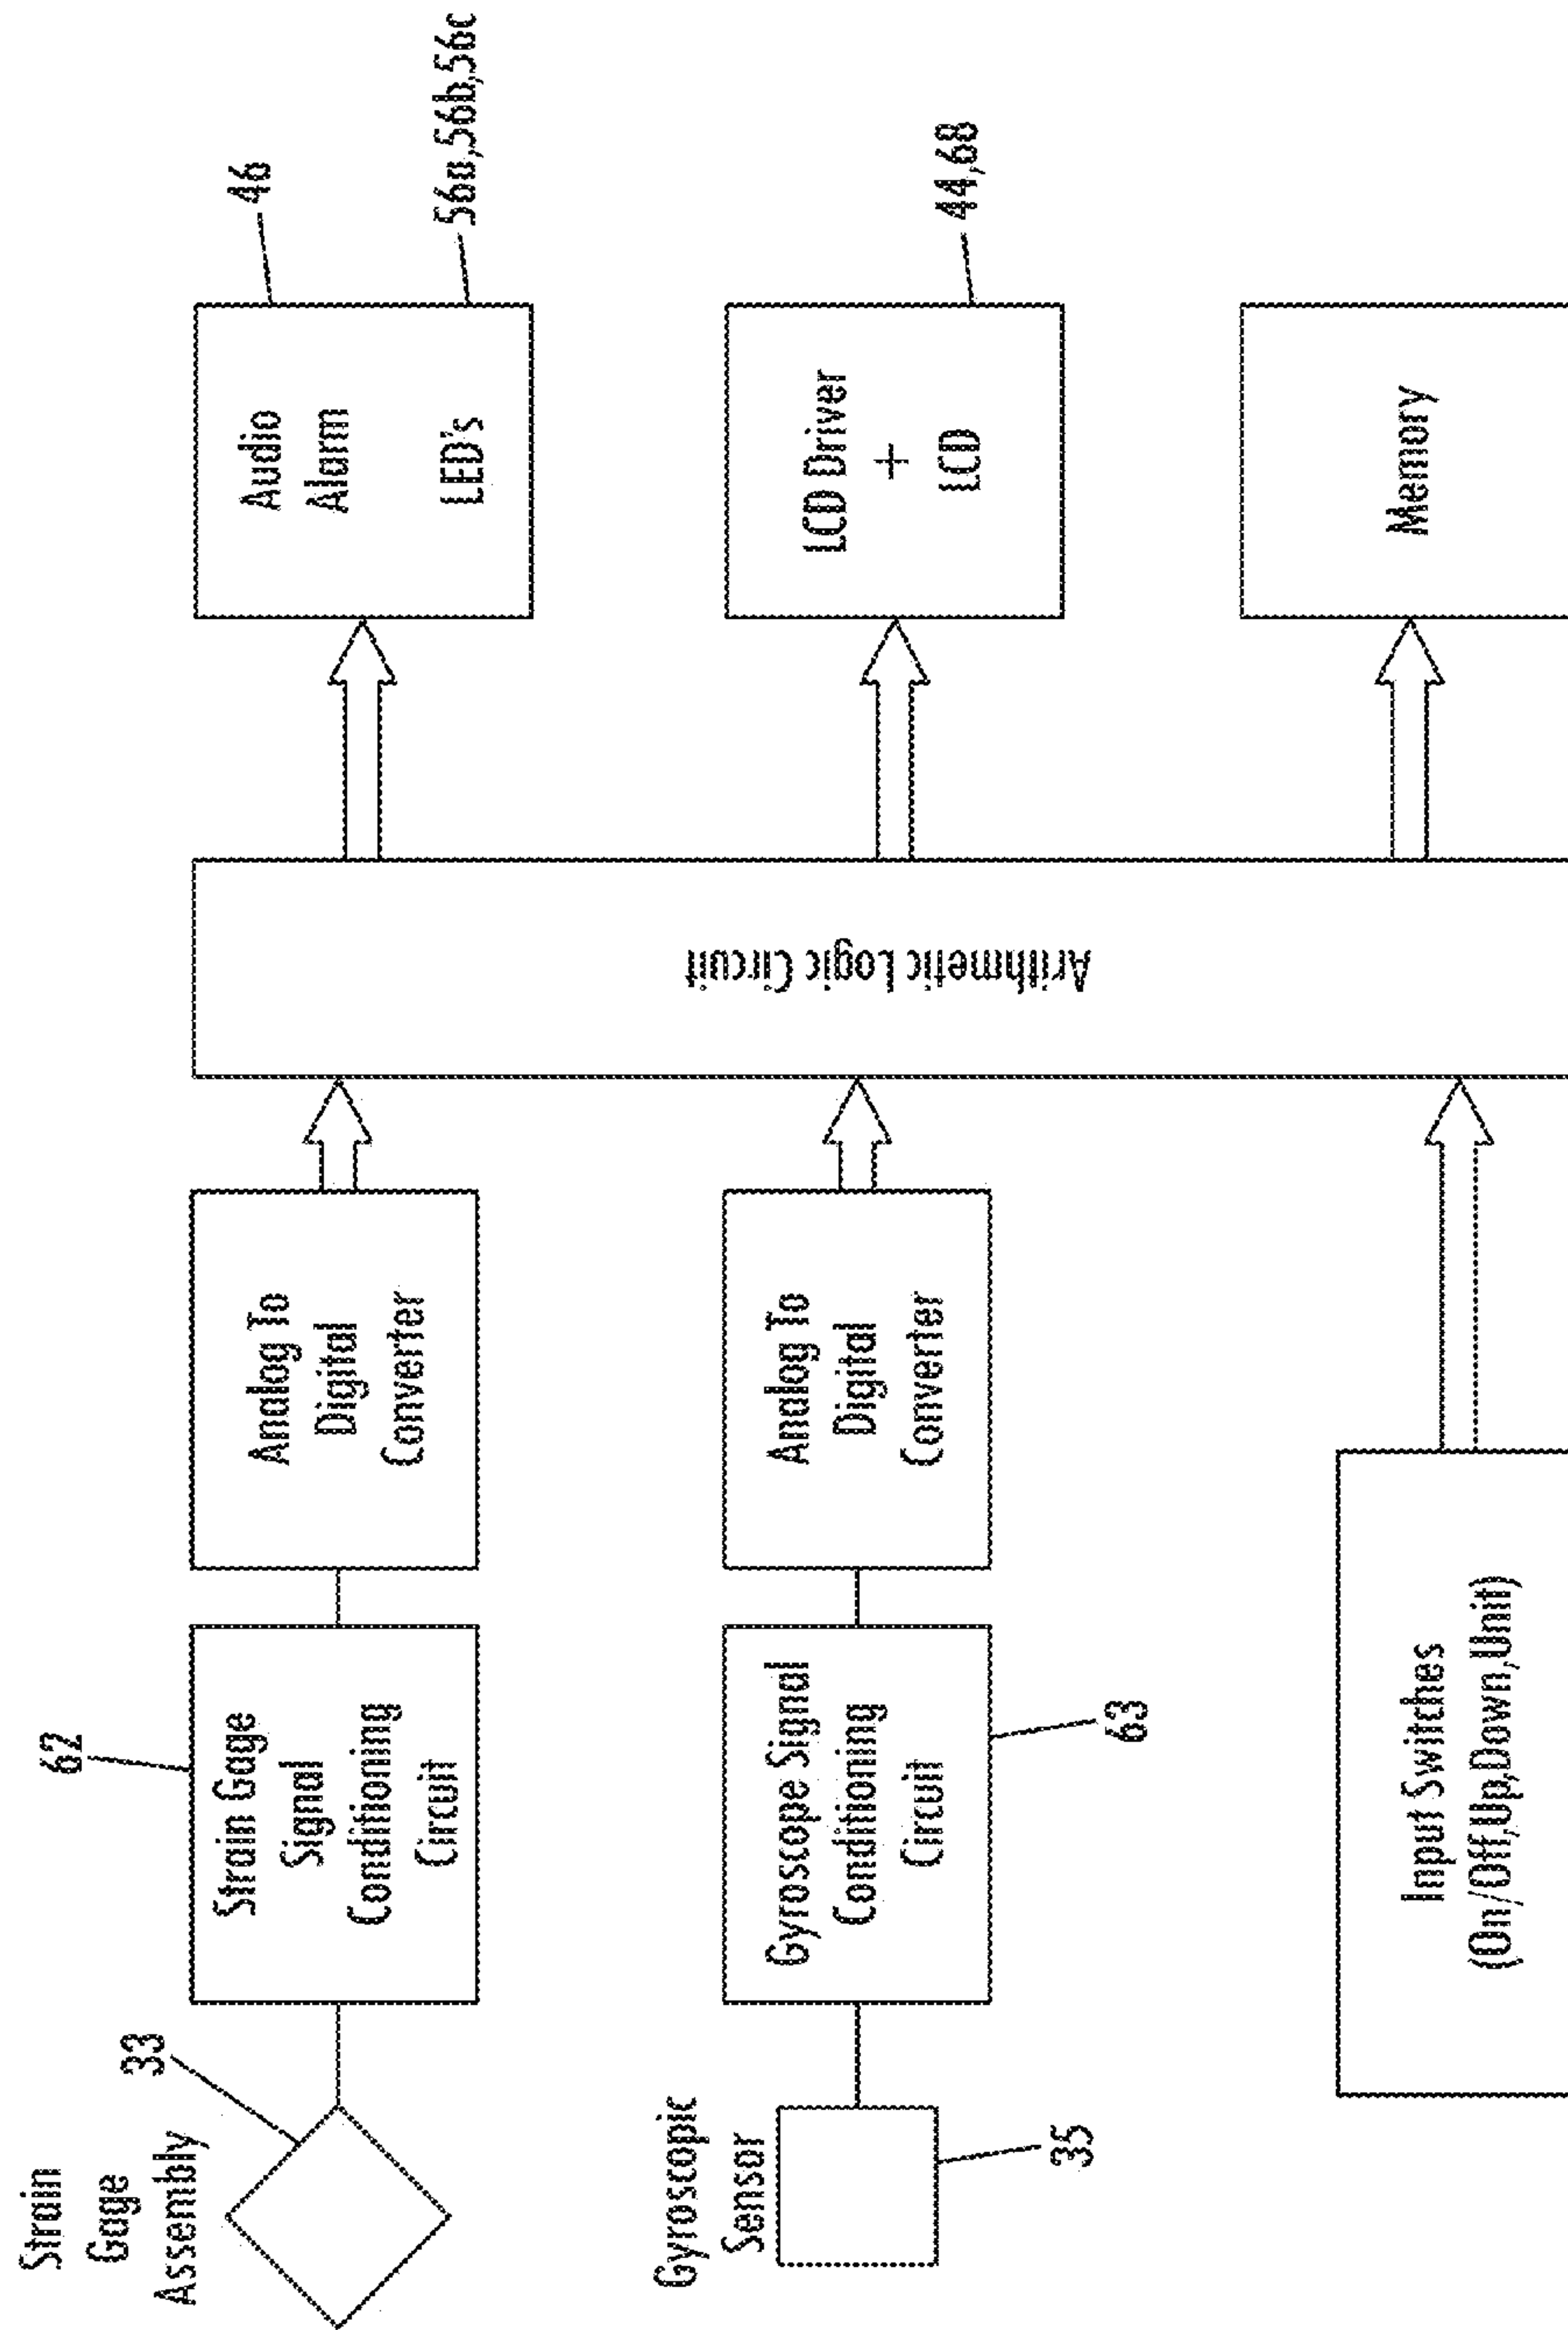 Strain
Gage
Assembly
33
62
Strain Gage
Signal
Conditioning
Circuit
Analog To
Digital
Converter
Audio
Alarm
LED's
46
56a,56b,56c
Gyroscopic
Sensor
35
Gyroscope Signal
Conditioning
Circuit
63
Analog To
Digital
Converter
Arithmetic Logic Circuit
LCD Driver
+
LCD
44,68
Input Switches
(On/Off,Up,Down,Unit)
Memory